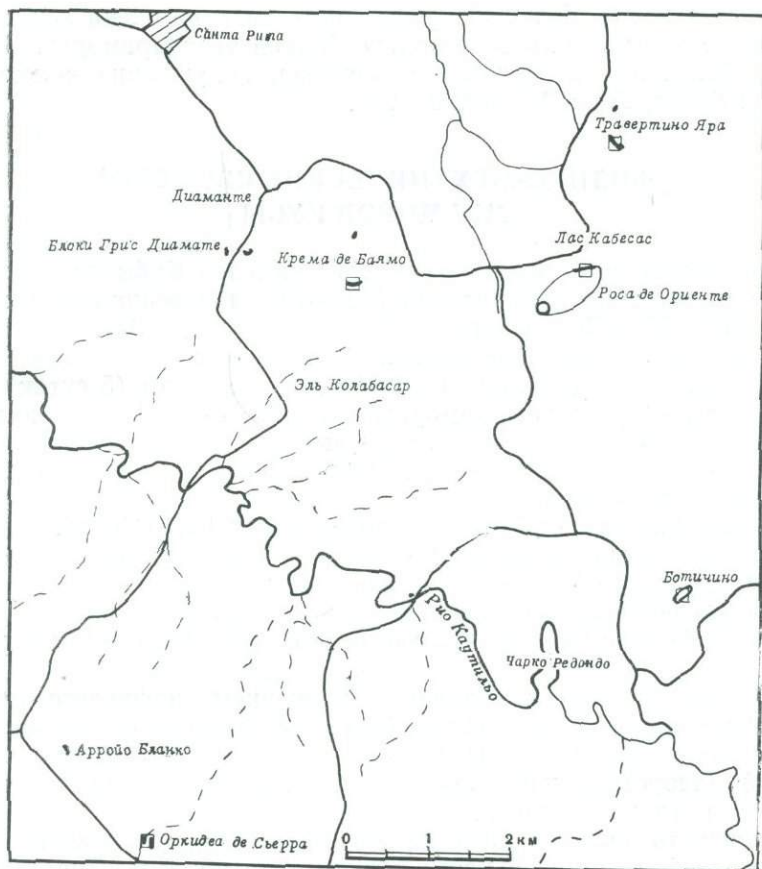 Санта Рита
Травертино Яра
Диаманте
Блоки Грис Диамате
Крема де Баямо
Лас Кабесас
Роса де Ориенте
Эль Колабасар
Ботичино
Рио Каутильо
Чарко Редондо
Арройо Бланко
Оркидеа де Сьерра
0 1 2 км